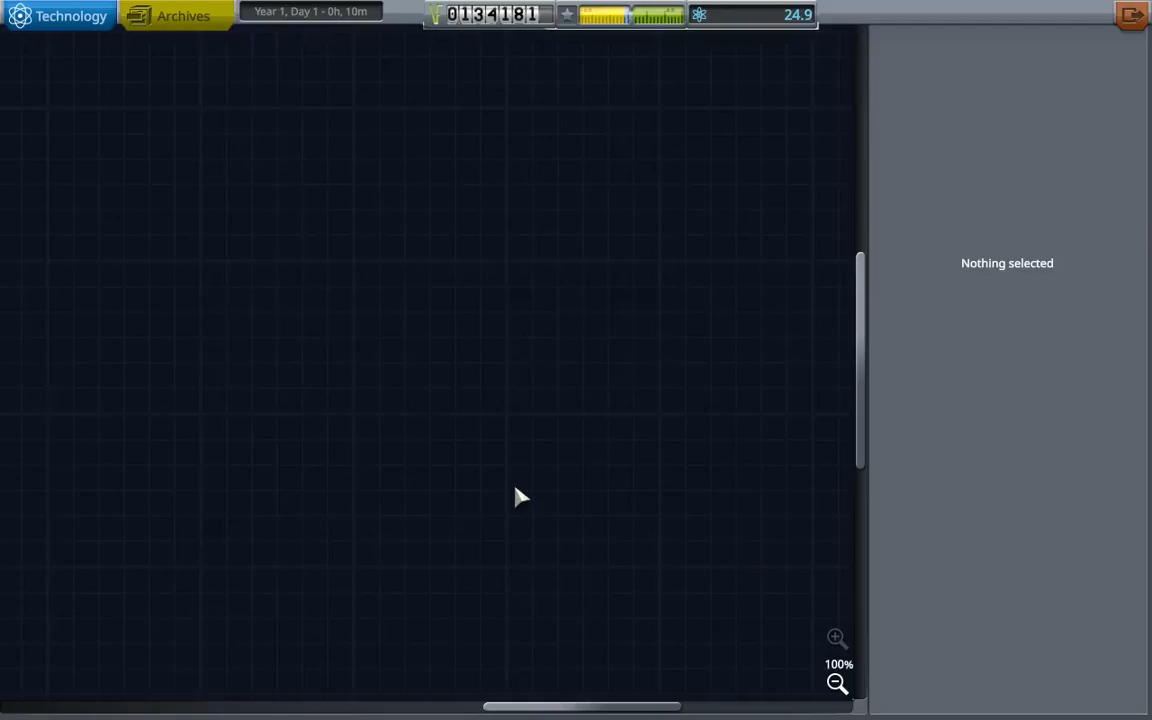 Technology
Archives
Year 1, Day 1 - 0h, 10m
0134181
24.9
Nothing selected
100%